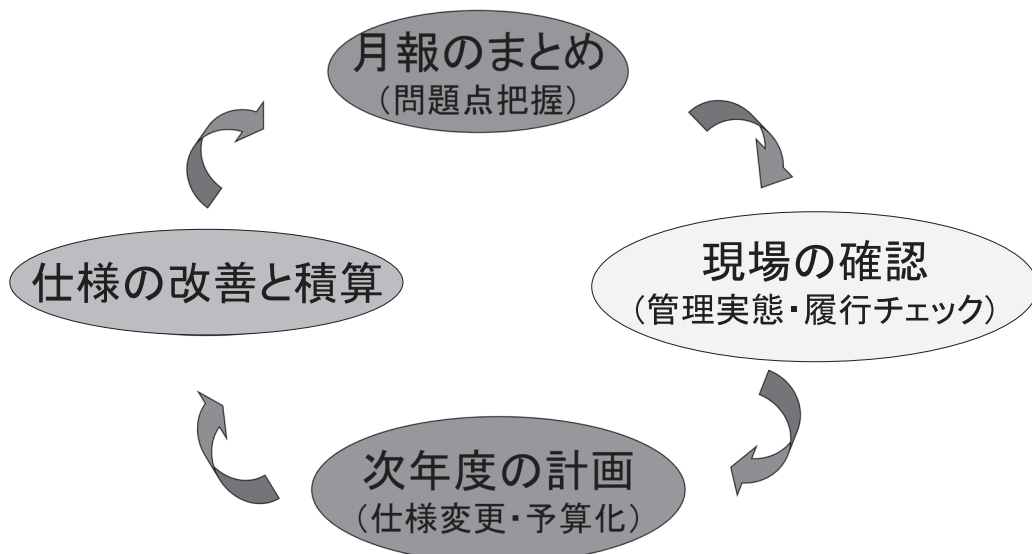 月報のまとめ
(問題点把握)
現場の確認
(管理実態・履行チェック)
仕様の改善と積算
次年度の計画
(仕様変更・予算化)